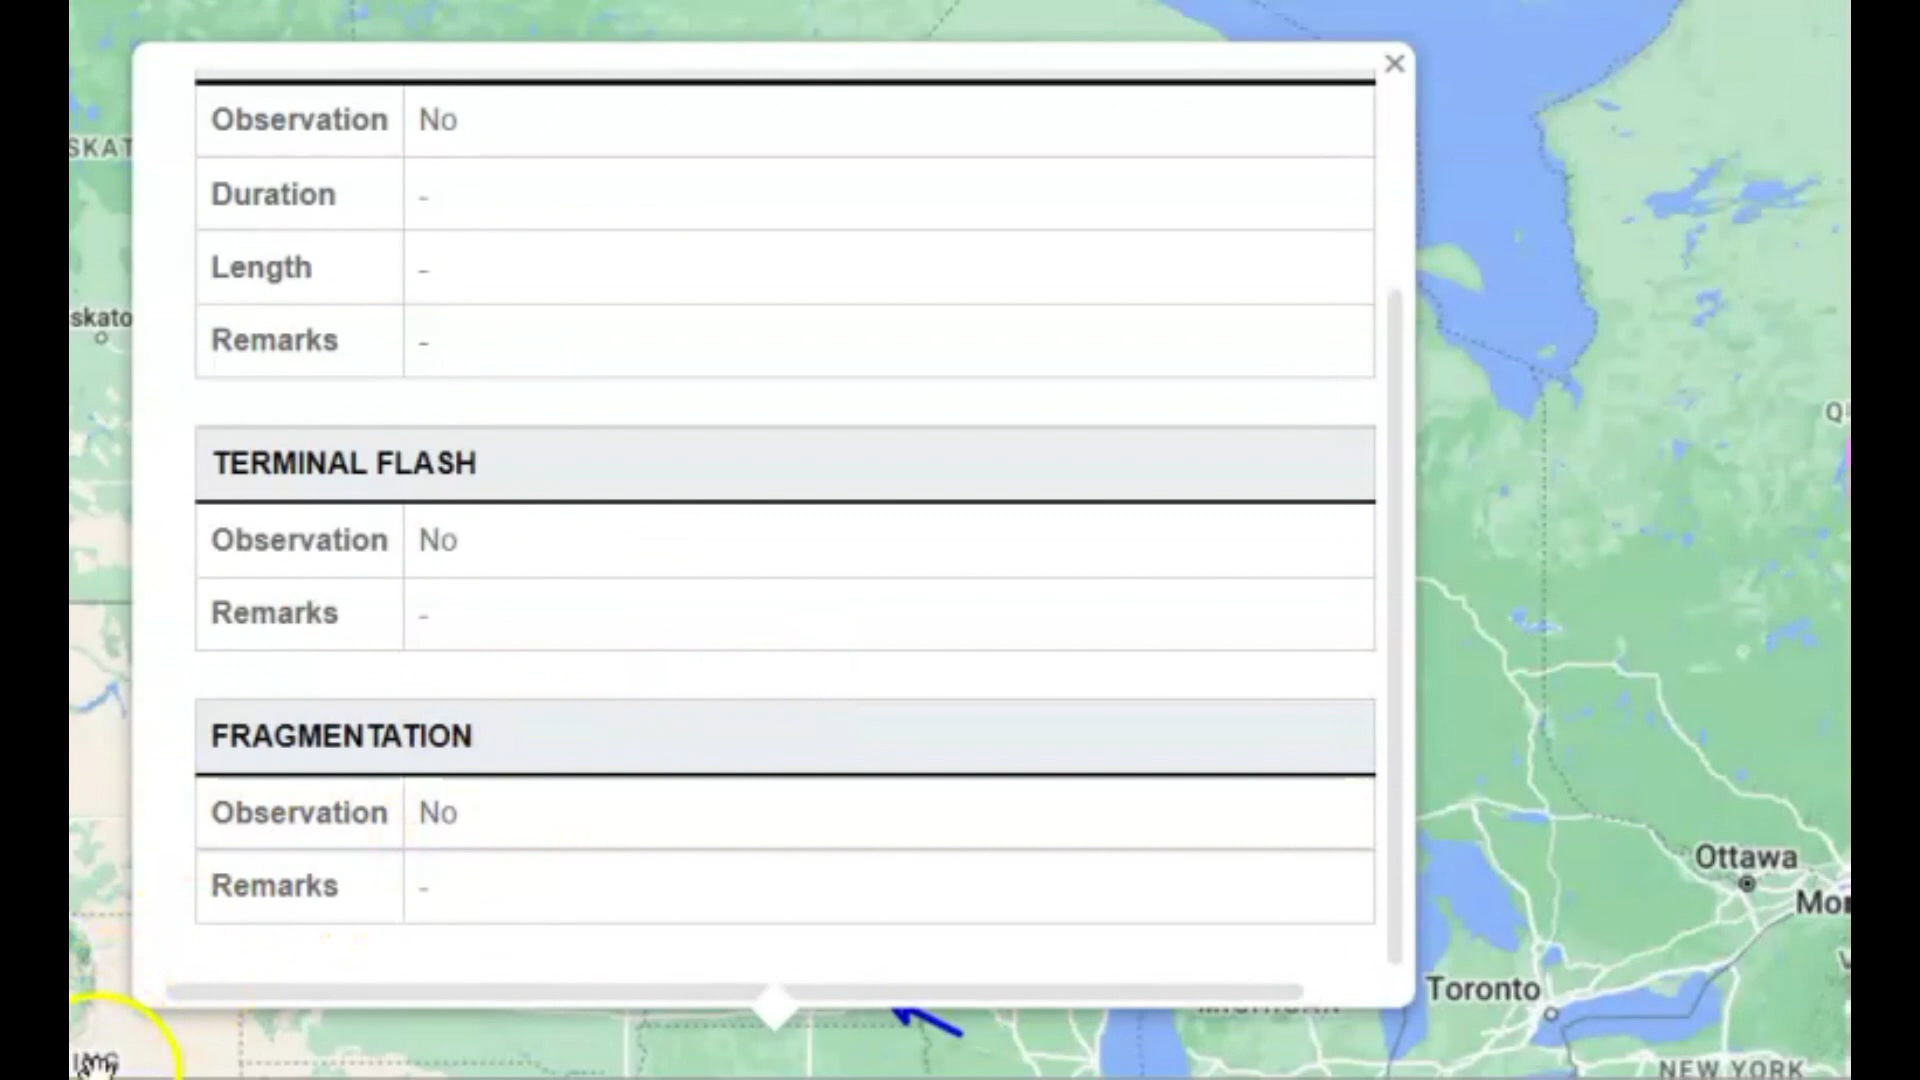 SKAT
skato
Observation No
Duration -
Length -
Remarks -
TERMINAL FLASH
Observation No
Remarks -
FRAGMENTATION
Observation No
Remarks -
Ottawa
Mo
Toronto
MICHIGAN
NEW YORK